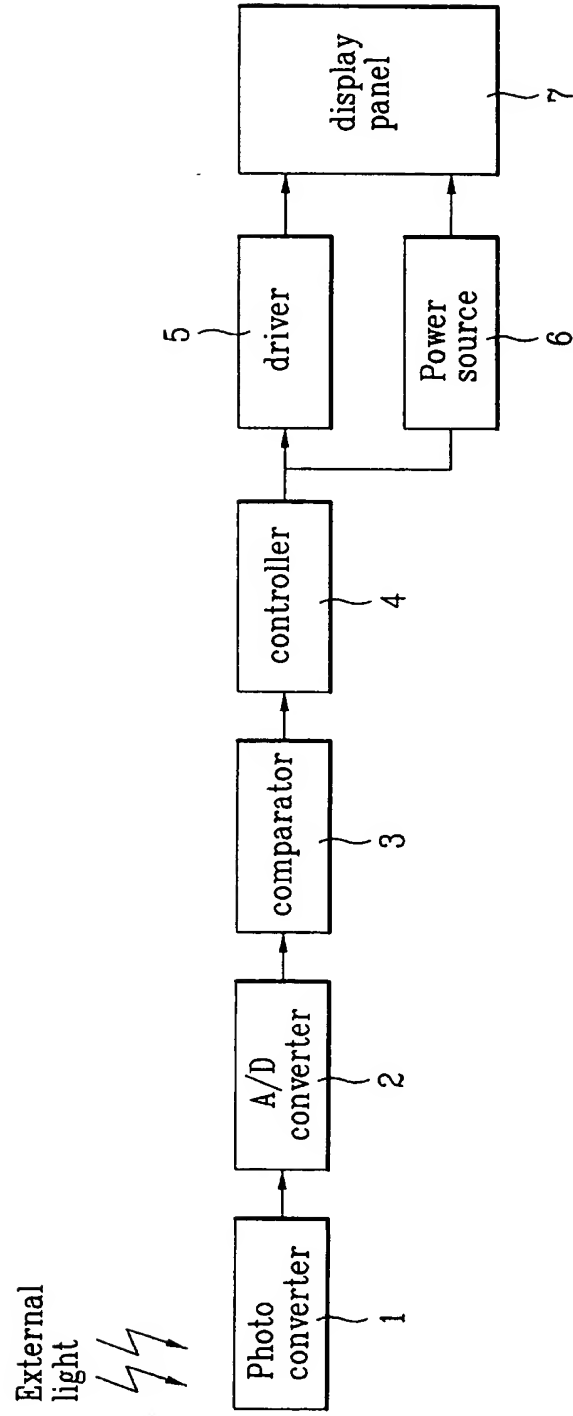 External
light
Photo
converter
1
A/D
converter
2
comparator
3
controller
4
5
driver
Power
source
6
display
panel
7